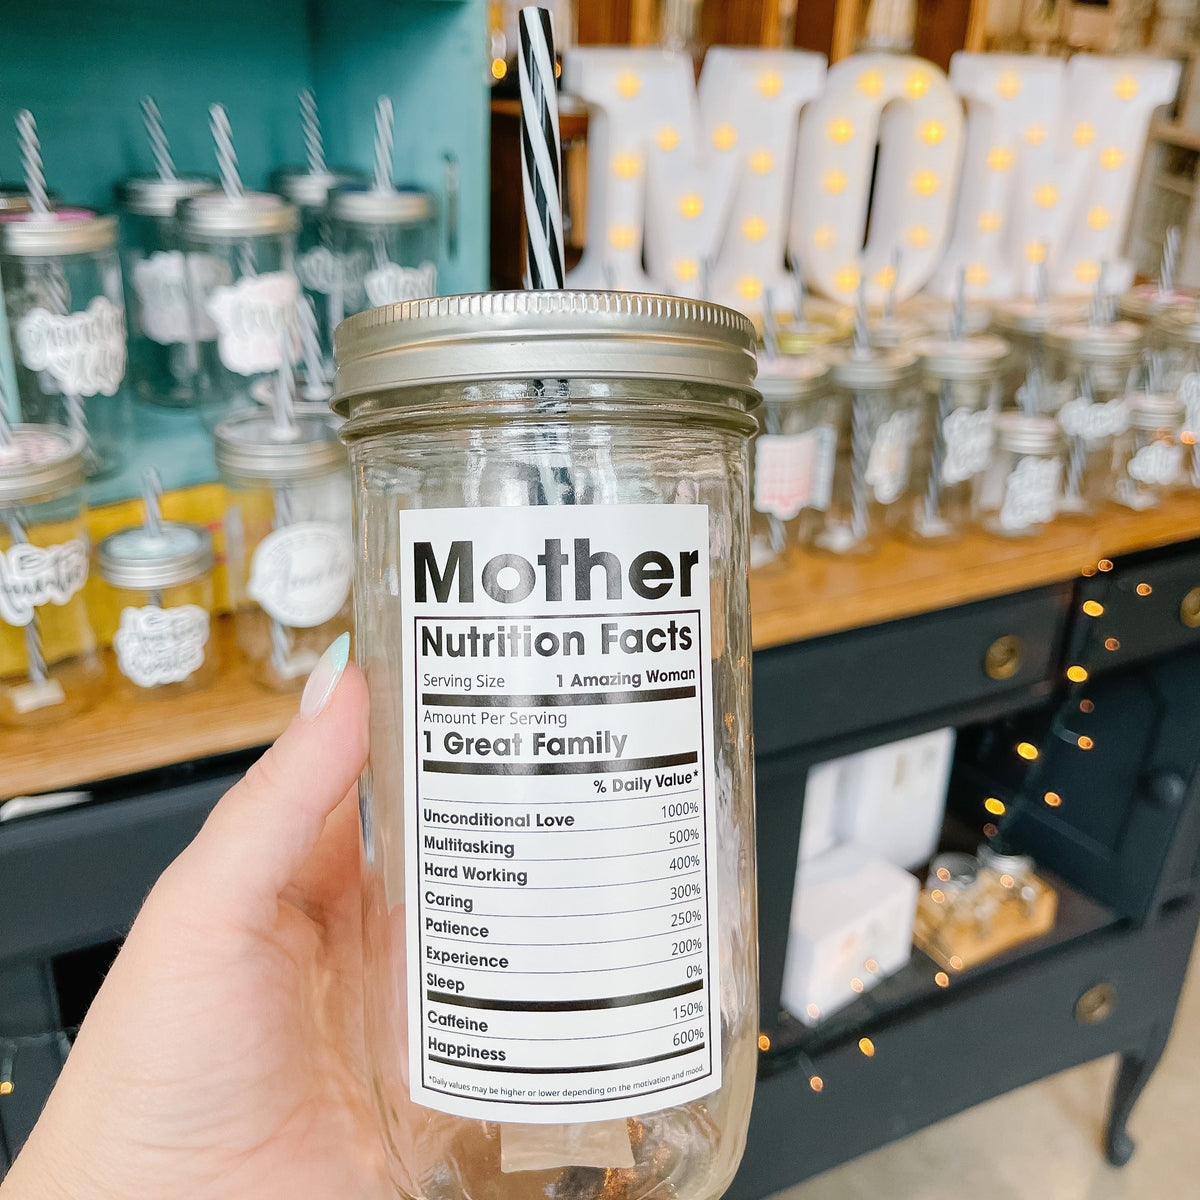 MOM
Mother
Nutrition Facts
Serving Size 1 Amazing Woman
Amount Per Serving
1 Great Family
% Daily Value*
Unconditional Love 1000%
Multitasking 500%
Hard Working 400%
Caring 300%
Patience 250%
Experience 200%
Sleep 0%
Caffeine 150%
Happiness 600%
*Daily values may be higher or lower depending on the motivation and mood.